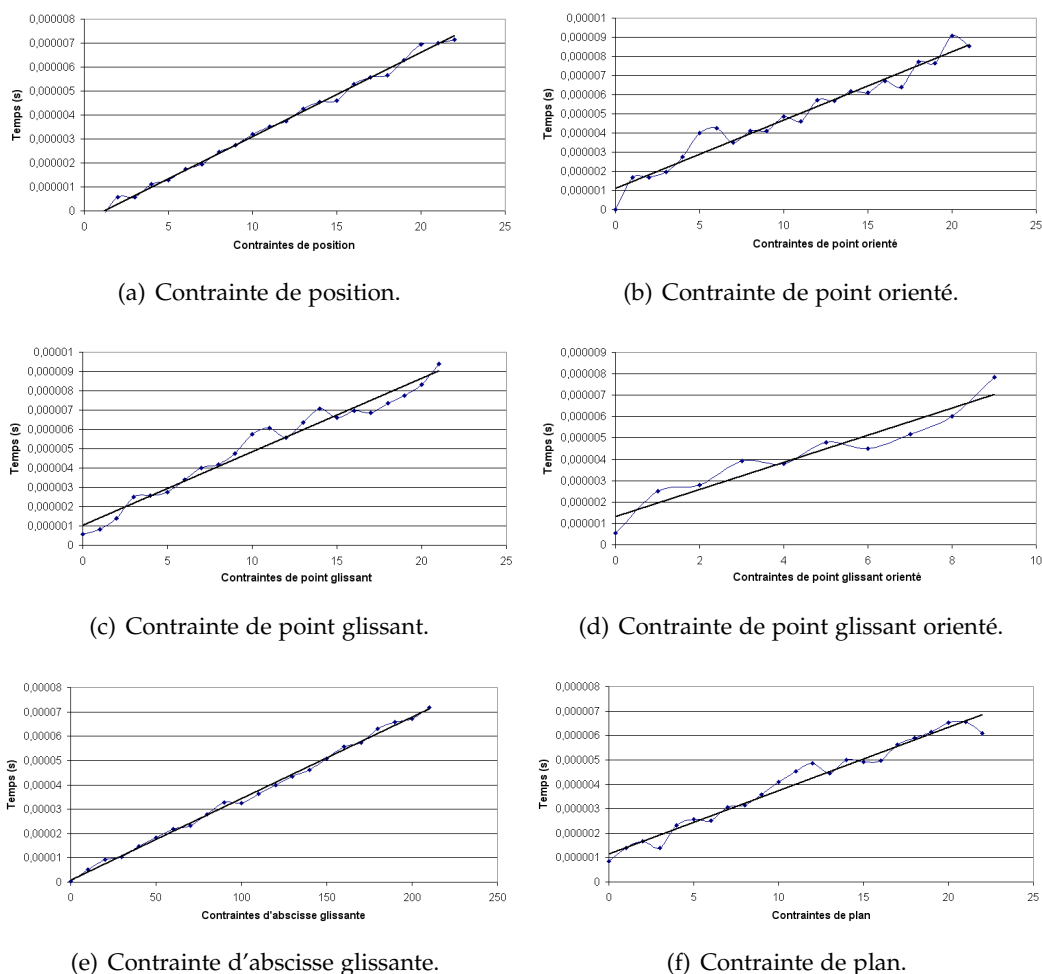 0,000008
0,000007
0,000006
0,000005
0,000004
0,000003
0,000002
0,000001
0
Temps (s)
0 5 10 15 20 25
Contraintes de position
(a) Contrainte de position.
0,00001
0,000009
0,000008
0,000007
0,000006
0,000005
0,000004
0,000003
0,000002
0,000001
0
Temps (s)
0 5 10 15 20 25
Contraintes de point orienté
(b) Contrainte de point orienté.
0,00001
0,000009
0,000008
0,000007
0,000006
0,000005
0,000004
0,000003
0,000002
0,000001
0
Temps (s)
0 5 10 15 20 25
Contraintes de point glissant
(c) Contrainte de point glissant.
0,000009
0,000008
0,000007
0,000006
0,000005
0,000004
0,000003
0,000002
0,000001
0
Temps (s)
0 2 4 6 8 10
Contraintes de point glissant orienté
(d) Contrainte de point glissant orienté.
0,00008
0,00007
0,00006
0,00005
0,00004
0,00003
0,00002
0,00001
0
Temps (s)
0 50 100 150 200 250
Contraintes d'abscisse glissante
(e) Contrainte d'abscisse glissante.
0,000008
0,000007
0,000006
0,000005
0,000004
0,000003
0,000002
0,000001
0
Temps (s)
0 5 10 15 20 25
Contraintes de plan
(f) Contrainte de plan.